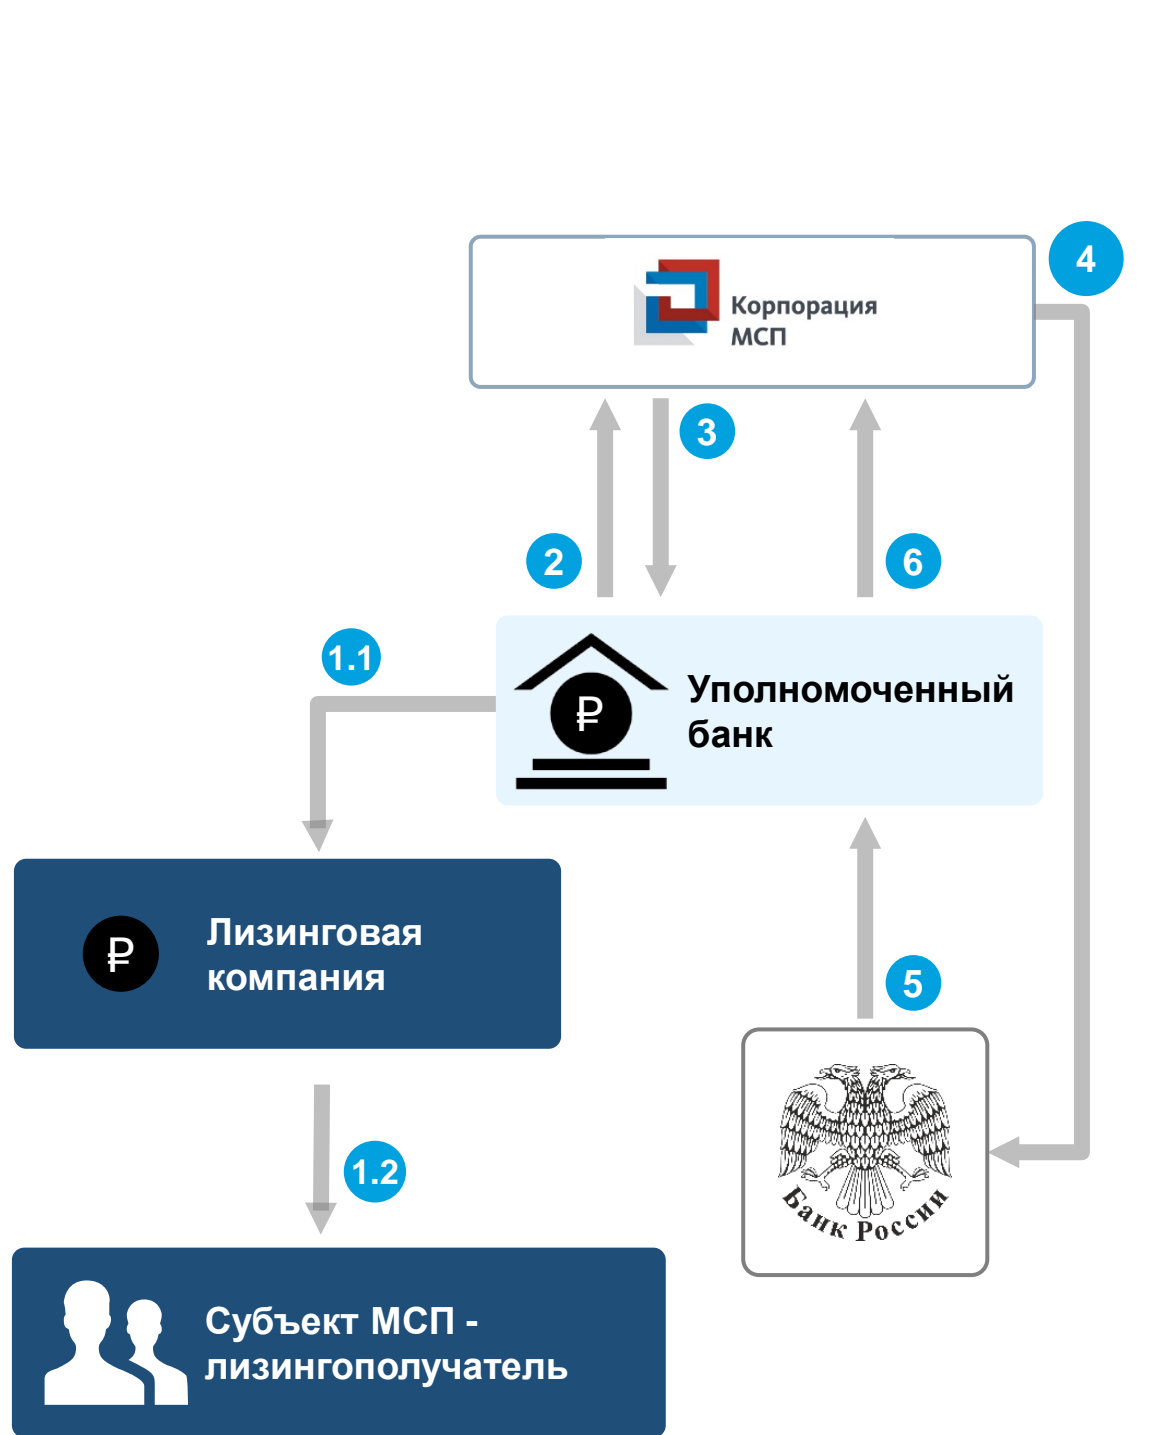 4
Корпорация
МСП
3
2
6
1.1
Уполномоченный
банк
₽
Лизинговая
компания
₽
5
1.2
Банк России
Субъект МСП -
лизингополучатель